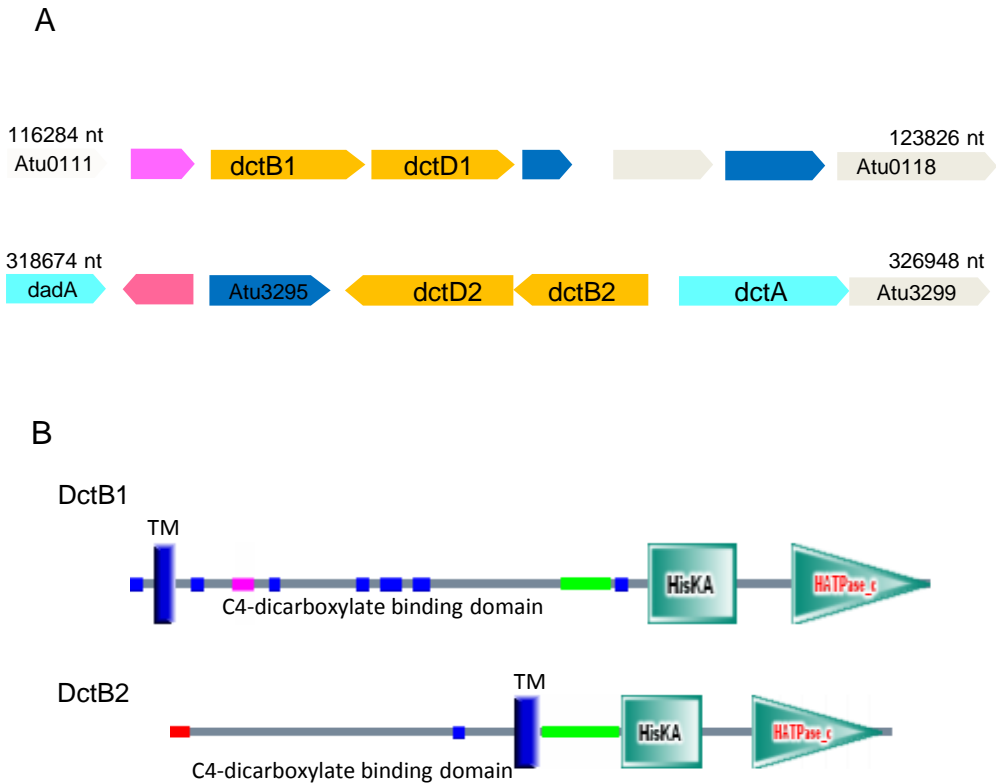 A
116284 nt 123826 nt
Atu0111 dctB1 dctD1 Atu0118
318674 nt 326948 nt
dadA Atu3295 dctD2 dctB2 dctA Atu3299
B
DctB1
TM
HisKA HATPase_c
C4-dicarboxylate binding domain
DctB2
TM
HisKA HATPase_c
C4-dicarboxylate binding domain